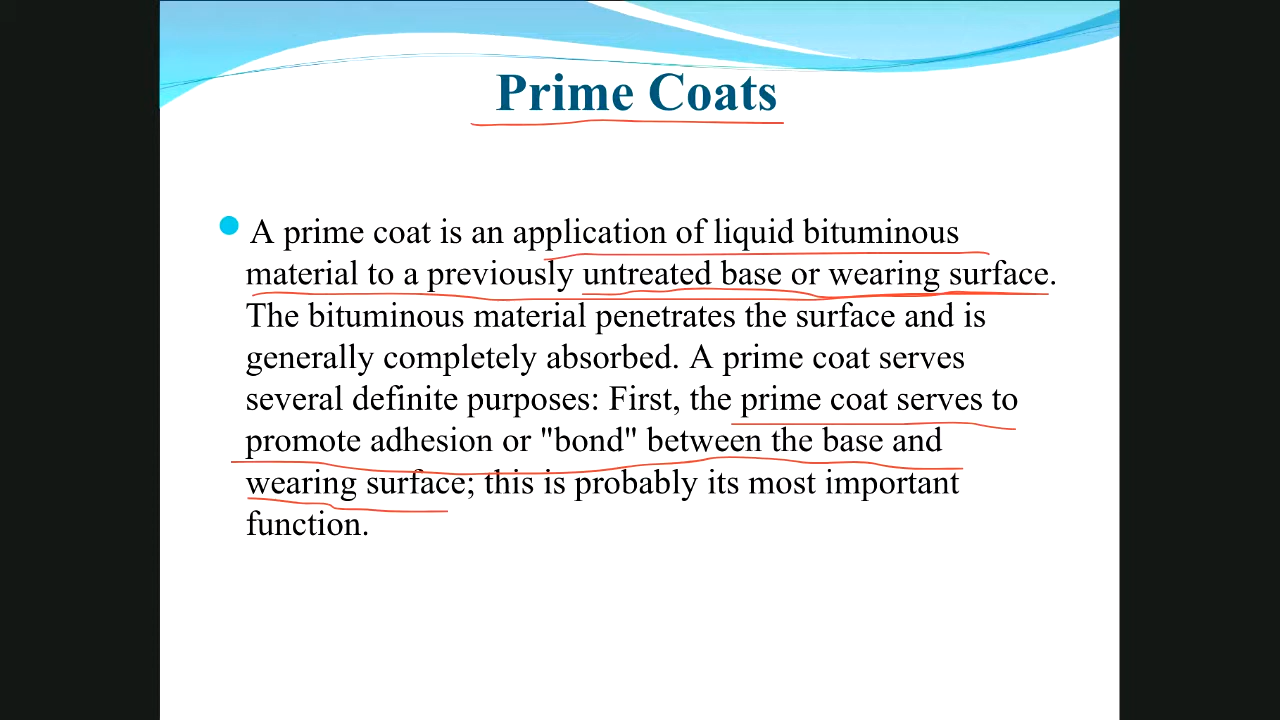 Prime Coats
A prime coat is an application of liquid bituminous
material to a previously untreated base or wearing surface.
The bituminous material penetrates the surface and is
generally completely absorbed. A prime coat serves
several definite purposes: First, the prime coat serves to
promote adhesion or "bond" between the base and
wearing surface; this is probably its most important
function.